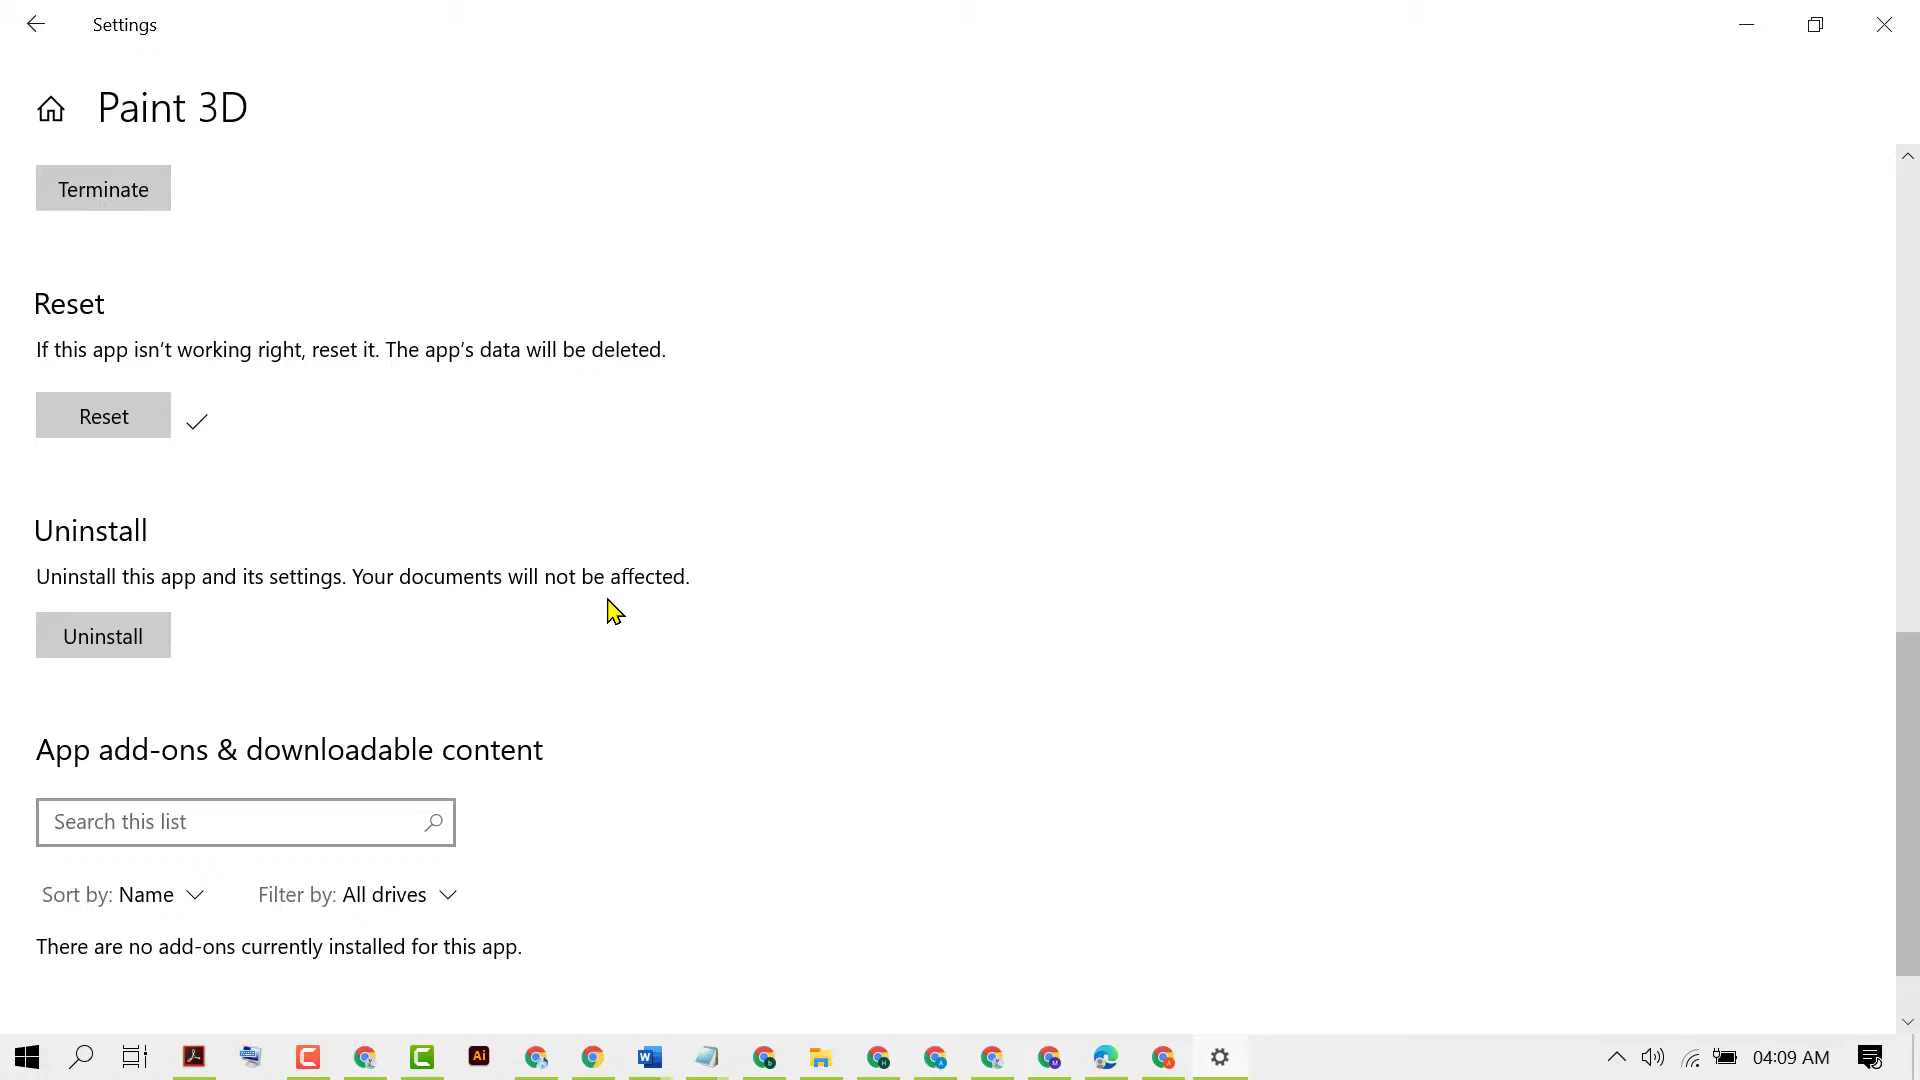 Settings
Paint 3D
Terminate
Reset
If this app isn’t working right, reset it. The app’s data will be deleted.
Reset
Uninstall
Uninstall this app and its settings. Your documents will not be affected.
Uninstall
App add-ons & downloadable content
Search this list
Sort by: Name Filter by: All drives
There are no add-ons currently installed for this app.
Ai
04:09 AM